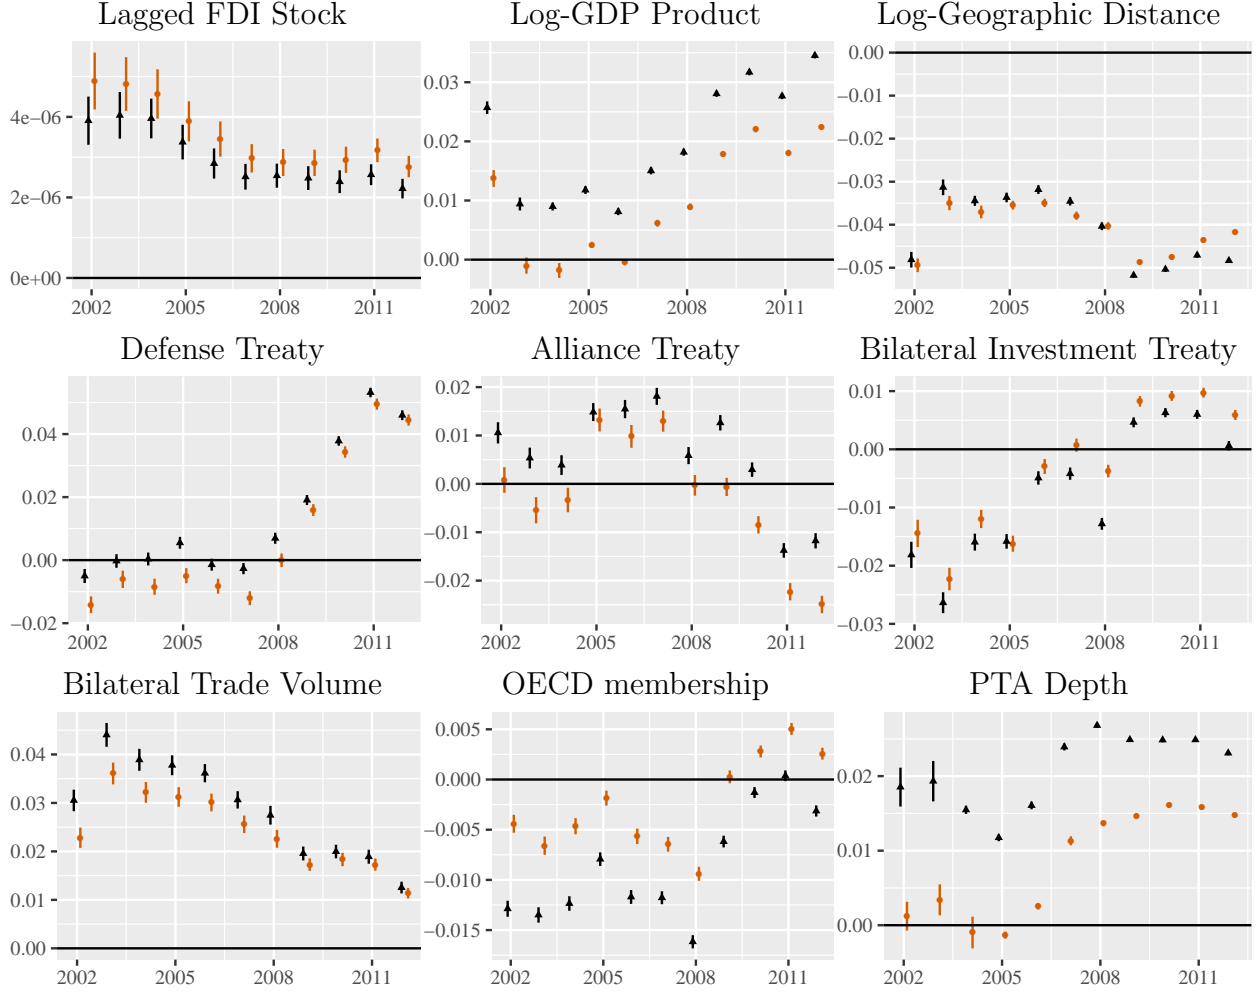 Lagged FDI Stock
4e−06
2e−06
0e+00
2002 2005 2008 2011
Log-GDP Product
0.03
0.02
0.01
0.00
2002 2005 2008 2011
Log-Geographic Distance
0.00
−0.01
−0.02
−0.03
−0.04
−0.05
2002 2005 2008 2011
Defense Treaty
0.04
0.02
0.00
−0.02
2002 2005 2008 2011
Alliance Treaty
0.02
0.01
0.00
−0.01
−0.02
2002 2005 2008 2011
Bilateral Investment Treaty
0.01
0.00
−0.01
−0.02
−0.03
2002 2005 2008 2011
Bilateral Trade Volume
0.04
0.03
0.02
0.01
0.00
2002 2005 2008 2011
OECD membership
0.005
0.000
−0.005
−0.010
−0.015
2002 2005 2008 2011
PTA Depth
0.02
0.01
0.00
2002 2005 2008 2011